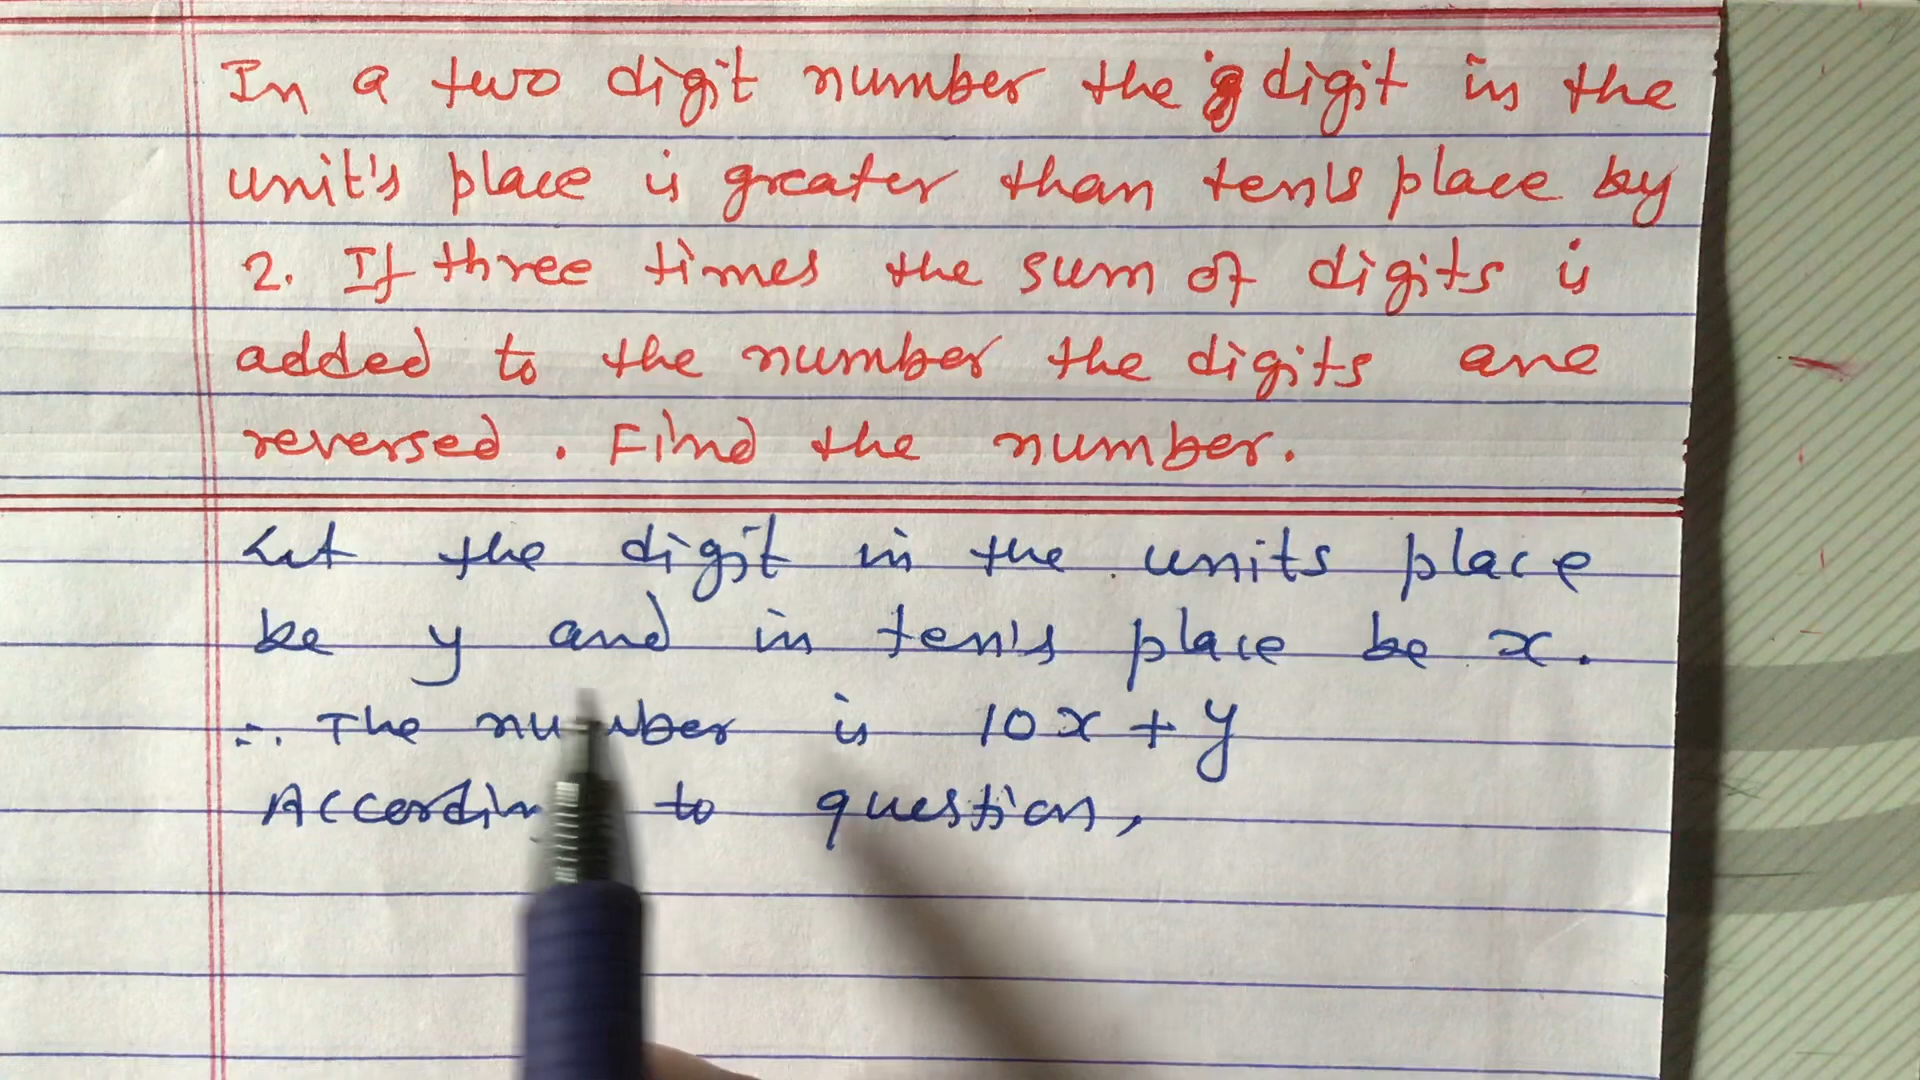 In a two digit number the digit in the
unit's place is greater than ten's place by
2. If three times the sum of digits is
added to the number the digits are
reversed. Find the number.
Let the digit in the units place
be y and in ten's place be x.
∴ The number is 10x + y
According to question,